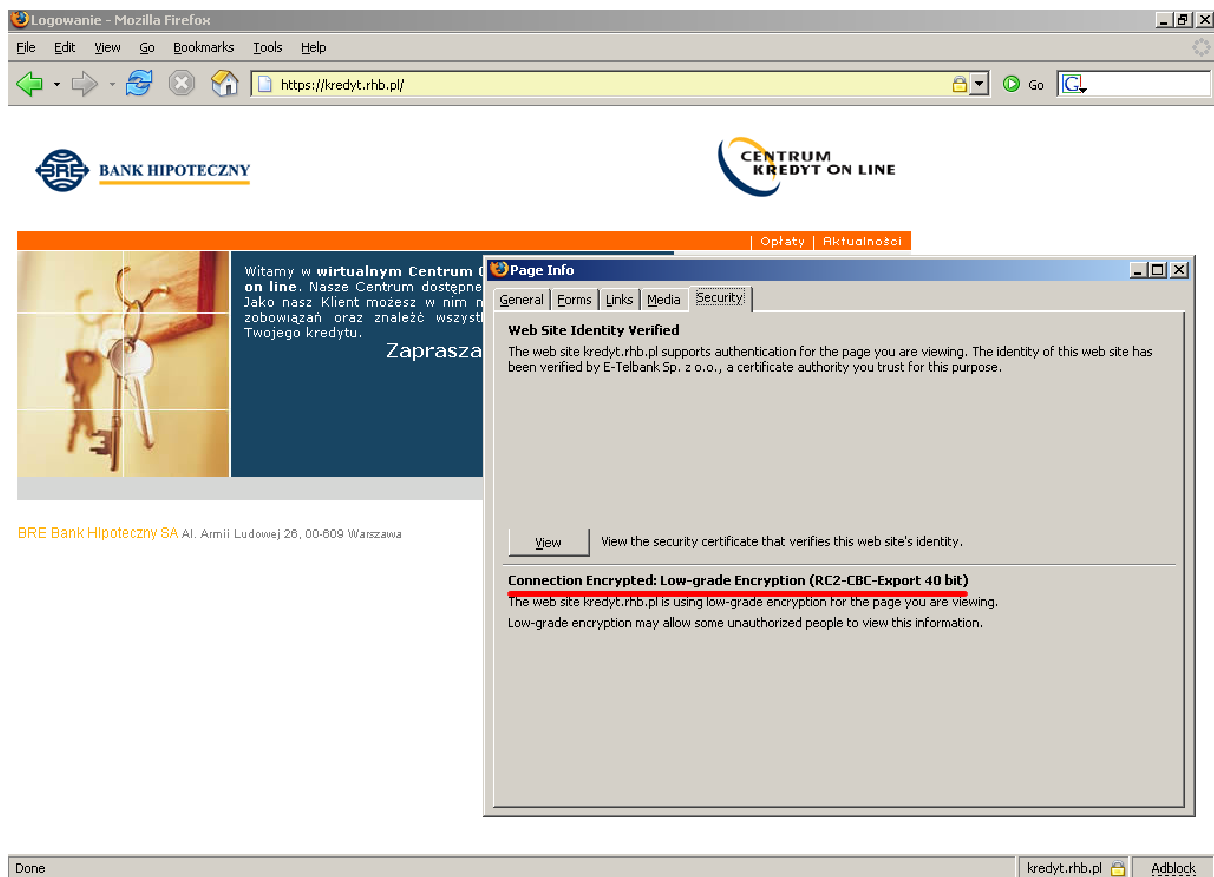 Logowanie - Mozilla Firefox
File Edit View Go Bookmarks Tools Help
https://kredyt.rhb.pl/
Go
G
BRE BANK HIPOTECZNY
CENTRUM
KREDYT ON LINE
| Opłaty | Aktualności
Witamy w wirtualnym Centrum
on line. Nasze Centrum dostępne
Jako nasz Klient możesz w nim
zobowiązań oraz znaleźć
Twojego kredytu.
Zaprasza
Page Info
General Forms Links Media Security
Web Site Identity Verified
The web site kredyt.rhb.pl supports authentication for the page you are viewing. The identity of this web site has
been verified by E-Telbank Sp. z o.o., a certificate authority you trust for this purpose.
View
View the security certificate that verifies this web site's identity.
Connection Encrypted: Low-grade Encryption (RC2-CBC-Export 40 bit)
The web site kredyt.rhb.pl is using low-grade encryption for the page you are viewing.
Low-grade encryption may allow some unauthorized people to view this information.
BRE Bank Hipoteczny SA Al. Armii Ludowej 26, 00-609 Warszawa
Done
kredyt.rhb.pl
Adblock